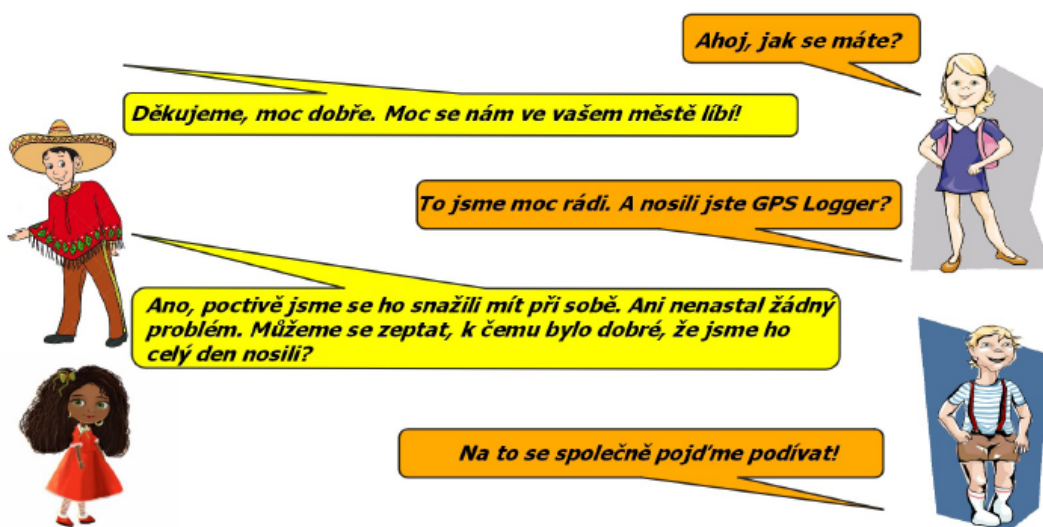 Ahoj, jak se máte?
Děkujeme, moc dobře. Moc se nám ve vašem městě líbí!
To jsme moc rádi. A nosili jste GPS Logger?
Ano, poctivě jsme se ho snažili mít při sobě. Ani nenastal žádný
problém. Můžeme se zeptat, k čemu bylo dobré, že jsme ho
celý den nosili?
Na to se společně pojďme podívat!